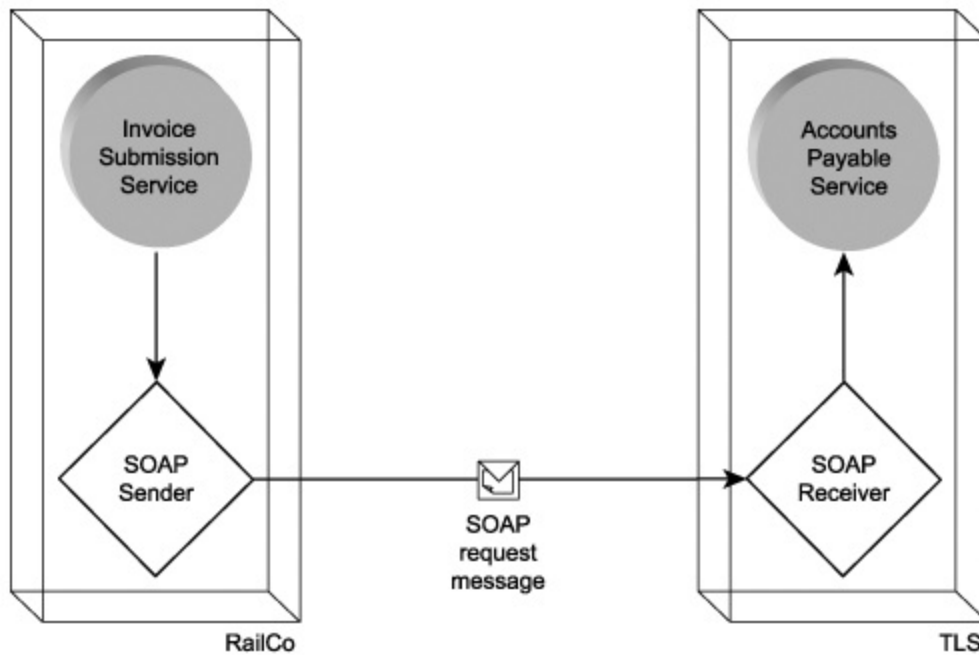 Invoice
Submission
Service
Accounts
Payable
Service
SOAP
Sender
SOAP
request
message
SOAP
Receiver
RailCo
TLS